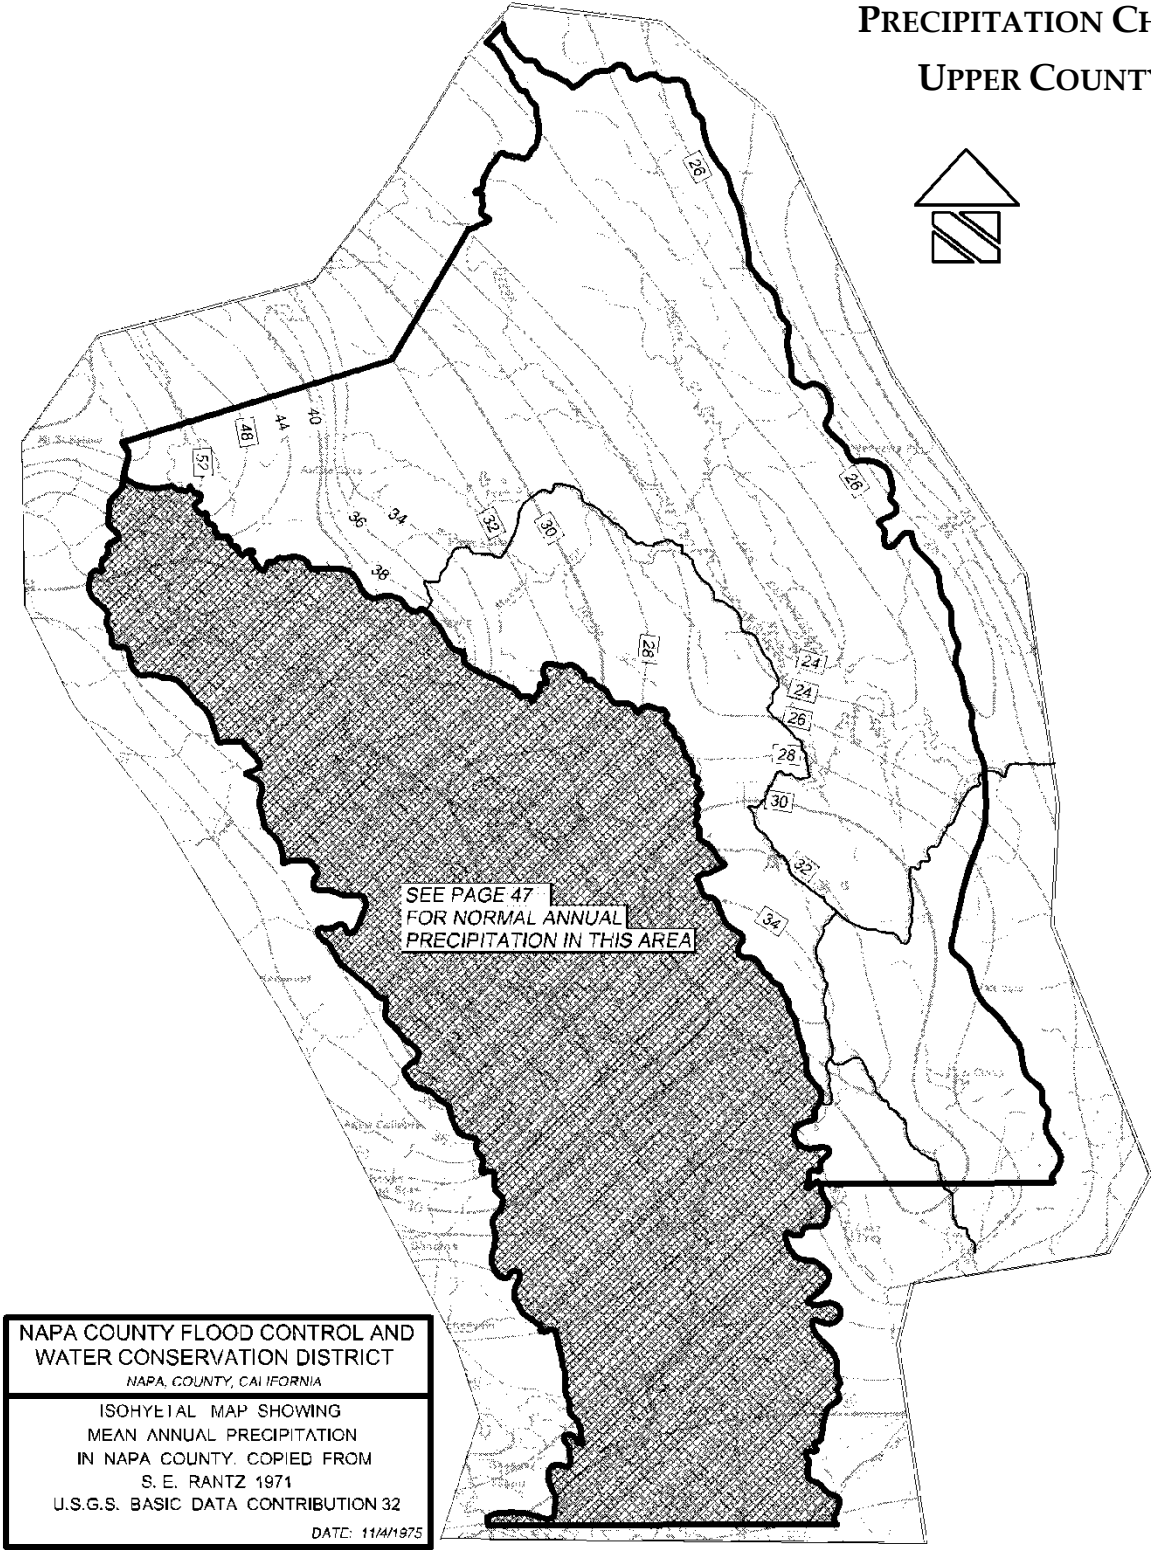 PRECIPITATION CH
UPPER COUNTY
26
40
44
48
52
26
34
36
32
30
38
28
24
24
26
28
30
32
34
SEE PAGE 47
FOR NORMAL ANNUAL
PRECIPITATION IN THIS AREA
NAPA COUNTY FLOOD CONTROL AND
WATER CONSERVATION DISTRICT
NAPA, COUNTY, CALIFORNIA
ISOHYETAL MAP SHOWING
MEAN ANNUAL PRECIPITATION
IN NAPA COUNTY. COPIED FROM
S. E. RANTZ 1971
U.S.G.S. BASIC DATA CONTRIBUTION 32
DATE: 11/4/1975